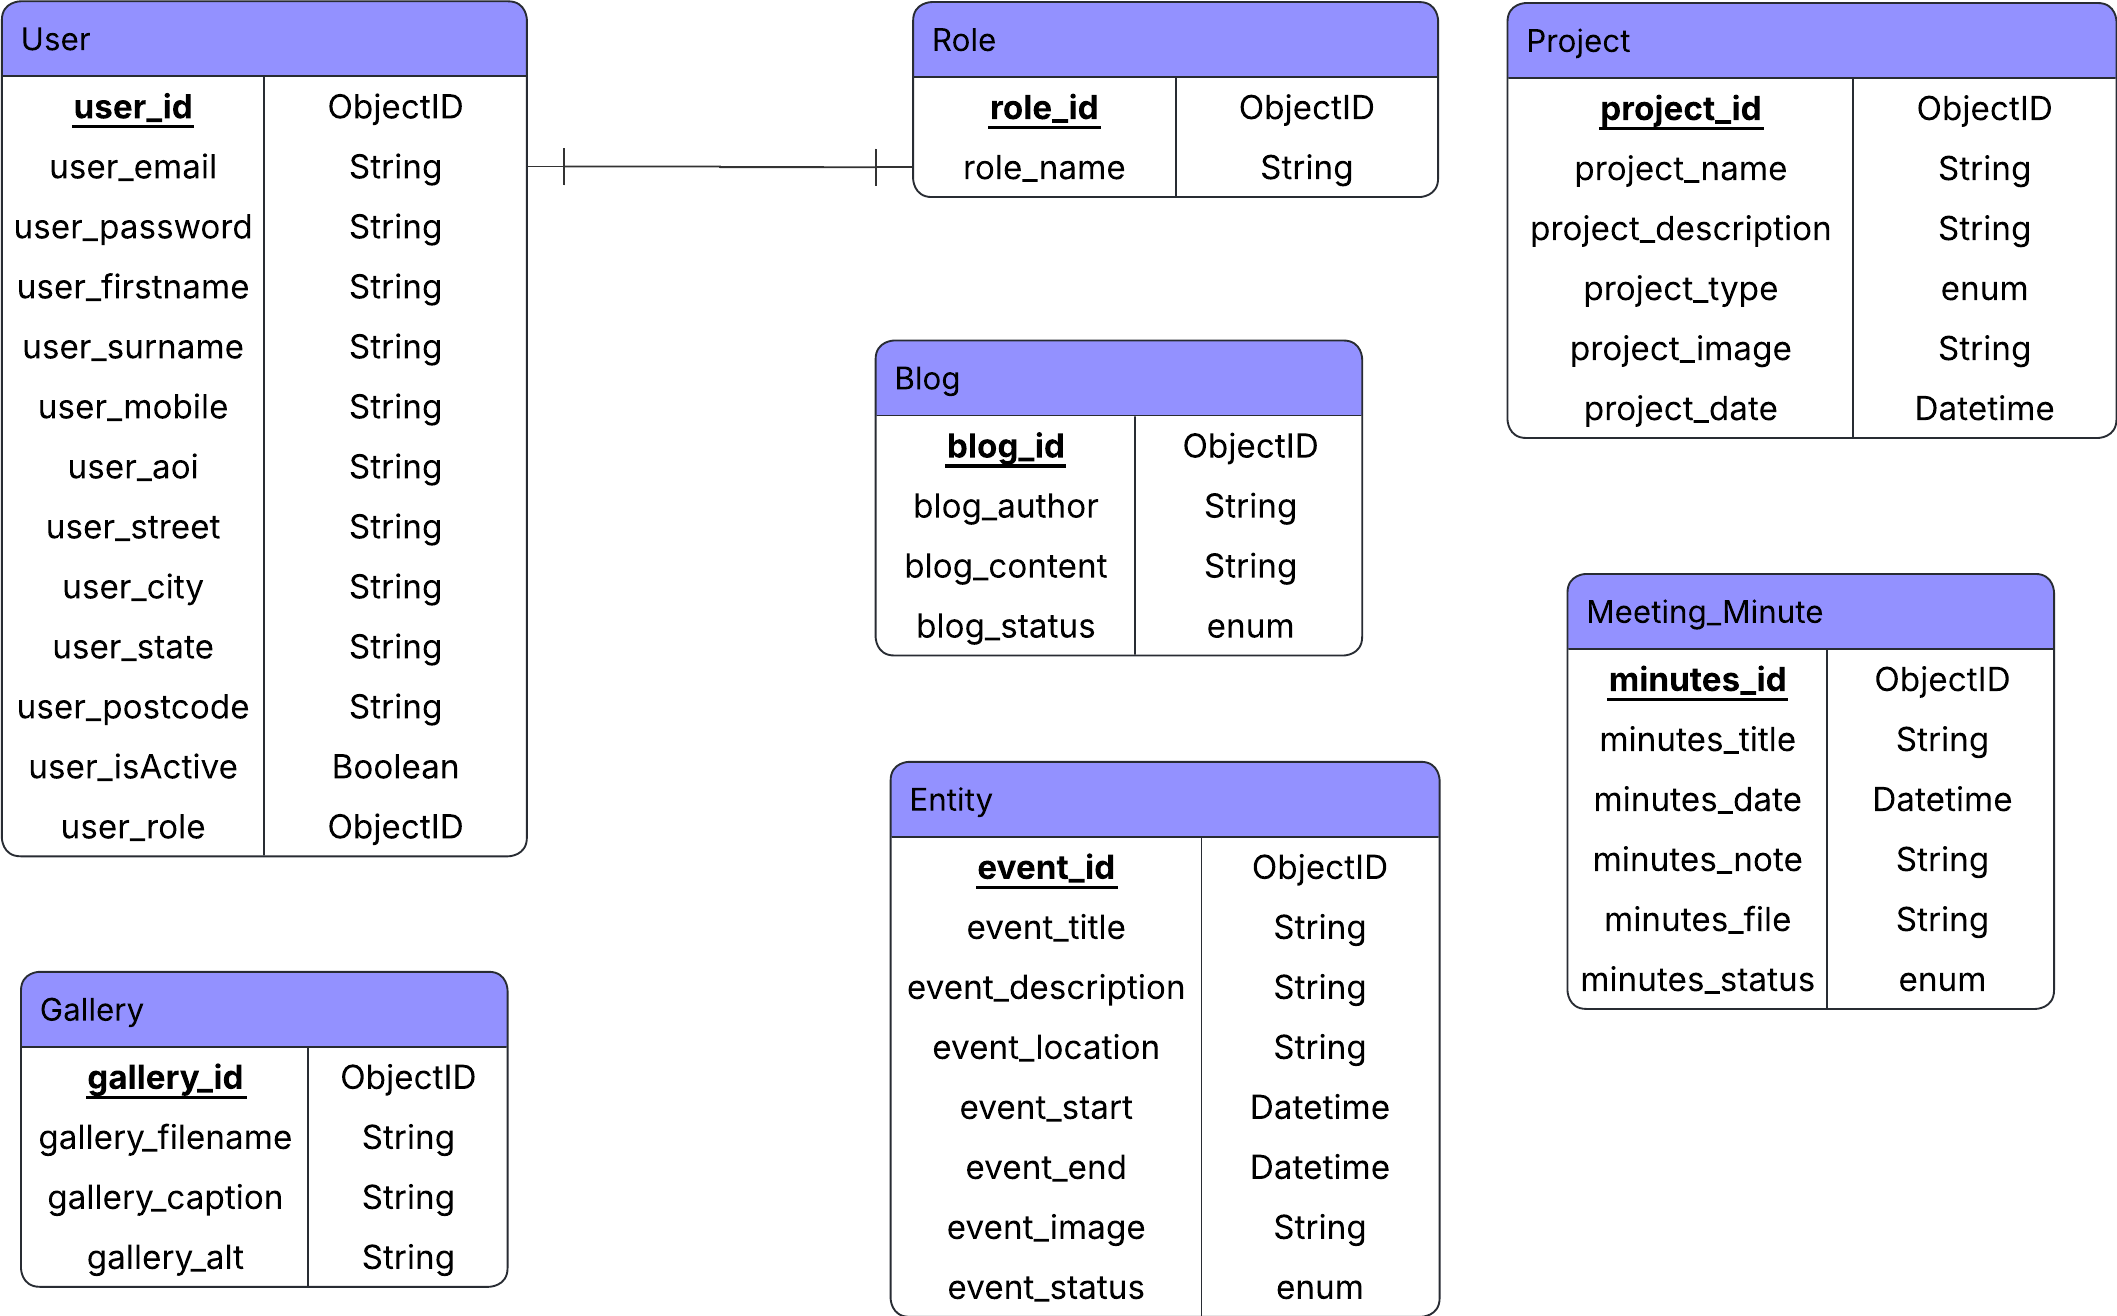 User
user_id ObjectID
user_email String
user_password String
user_firstname String
user_surname String
user_mobile String
user_aoi String
user_street String
user_city String
user_state String
user_postcode String
user_isActive Boolean
user_role ObjectID
Role
role_id ObjectID
role_name String
Project
project_id ObjectID
project_name String
project_description String
project_type enum
project_image String
project_date Datetime
Blog
blog_id ObjectID
blog_author String
blog_content String
blog_status enum
Meeting_Minute
minutes_id ObjectID
minutes_title String
minutes_date Datetime
minutes_note String
minutes_file String
minutes_status enum
Entity
event_id ObjectID
event_title String
event_description String
event_location String
event_start Datetime
event_end Datetime
event_image String
event_status enum
Gallery
gallery_id ObjectID
gallery_filename String
gallery_caption String
gallery_alt String